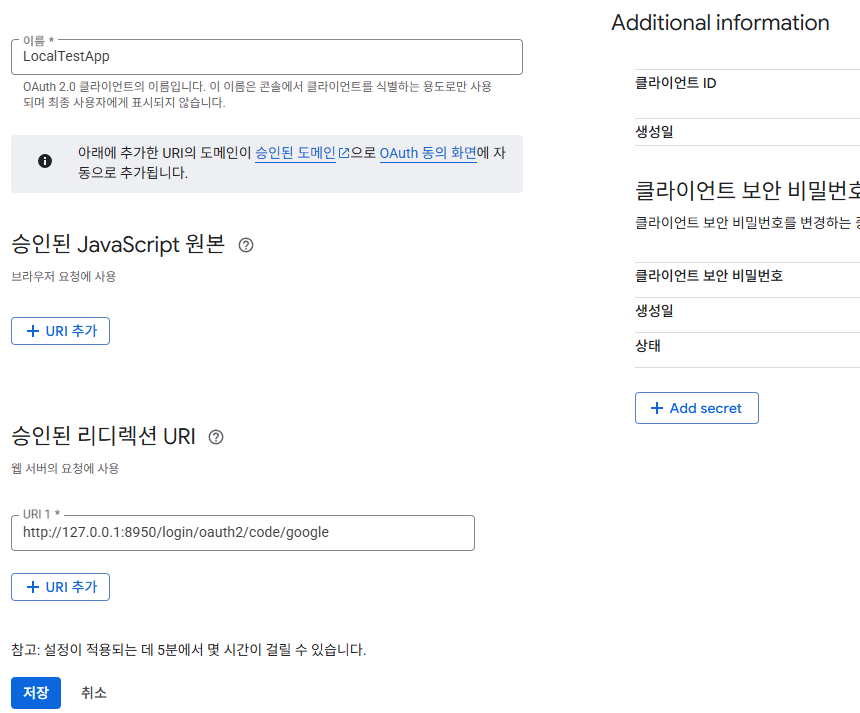 이름 *
LocalTestApp
OAuth 2.0 클라이언트의 이름입니다. 이 이름은 콘솔에서 클라이언트를 식별하는 용도로만 사용
되며 최종 사용자에게 표시되지 않습니다.
아래에 추가한 URI의 도메인이 승인된 도메인으로 OAuth 동의 화면에 자
동으로 추가됩니다.
승인된 JavaScript 원본
브라우저 요청에 사용
+ URI 추가
승인된 리디렉션 URI
웹 서버의 요청에 사용
URI 1 *
http://127.0.0.1:8950/login/oauth2/code/google
+ URI 추가
참고: 설정이 적용되는 데 5분에서 몇 시간이 걸릴 수 있습니다.
저장 취소
Additional information
클라이언트 ID
생성일
클라이언트 보안 비밀번호
클라이언트 보안 비밀번호를 변경하는
클라이언트 보안 비밀번호
생성일
상태
+ Add secret